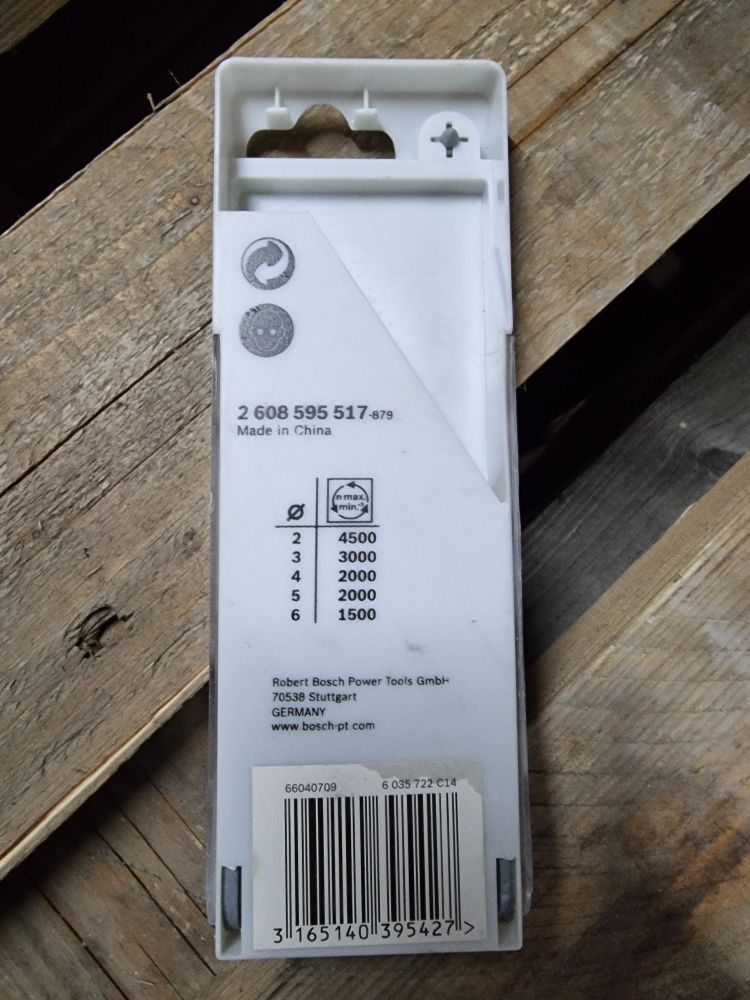 2 608 595 517-879
Made in China
Ø n max. min.⁻¹
2 4500
3 3000
4 2000
5 2000
6 1500
Robert Bosch Power Tools GmbH
70538 Stuttgart
GERMANY
www.bosch-pt.com
66040709 6 035 722 C14
3 165140 395427 >